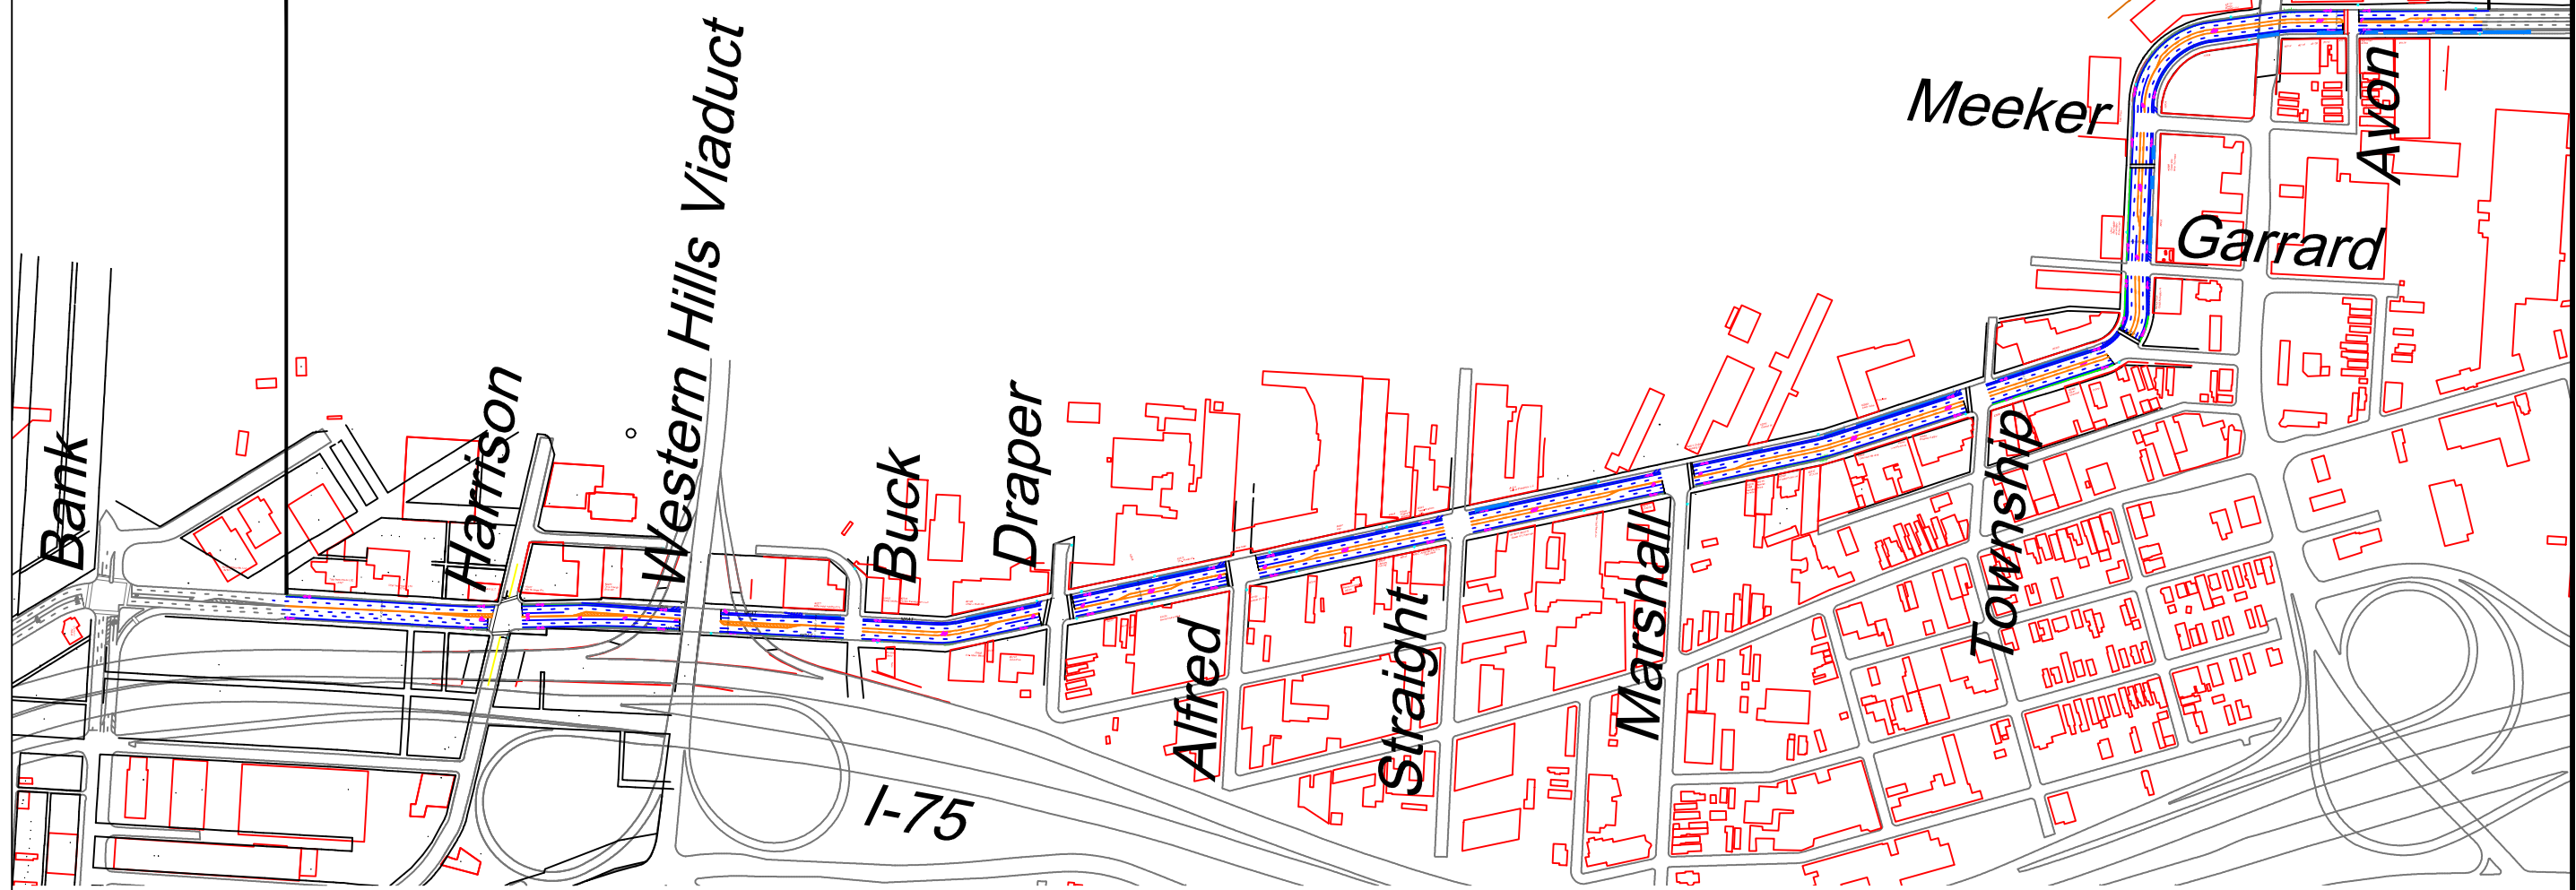 Bank
Harrison
Western Hills Viaduct
Buck
Draper
Alfred
Straight
Marshall
Township
Meeker
Garrard
Avon
I-75